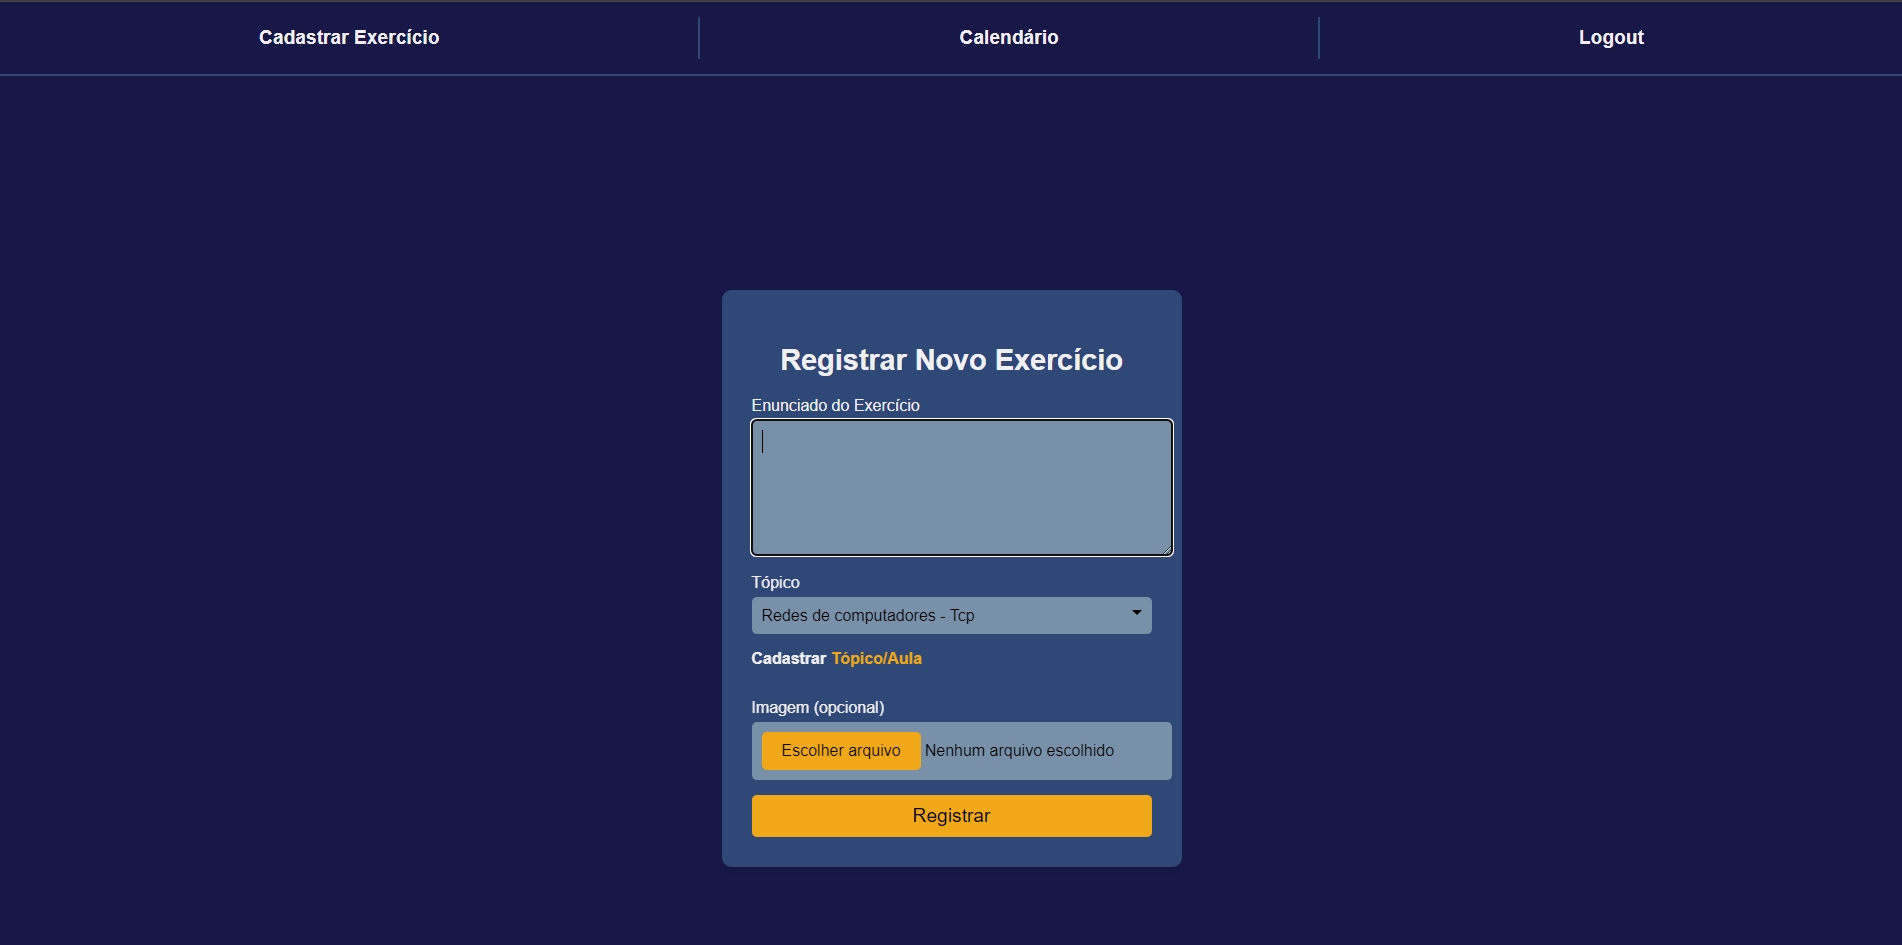 Cadastrar Exercício
Calendário
Logout
Registrar Novo Exercício
Enunciado do Exercício
Tópico
Redes de computadores - Tcp
Cadastrar Tópico/Aula
Imagem (opcional)
Escolher arquivo Nenhum arquivo escolhido
Registrar